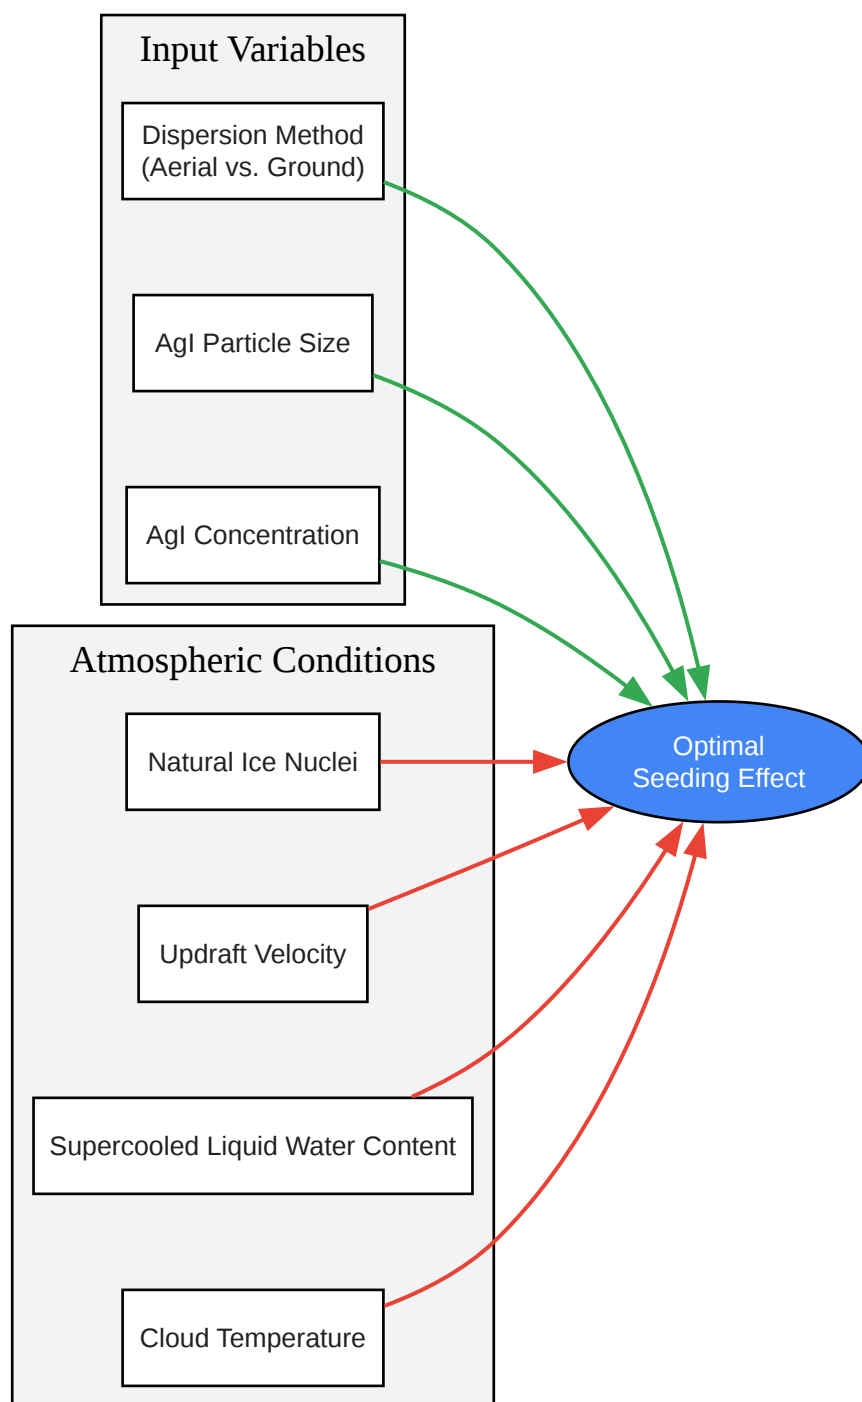 Input Variables
Dispersion Method
(Aerial vs. Ground)
AgI Particle Size
AgI Concentration
Atmospheric Conditions
Natural Ice Nuclei
Optimal
Seeding Effect
Updraft Velocity
Supercooled Liquid Water Content
Cloud Temperature